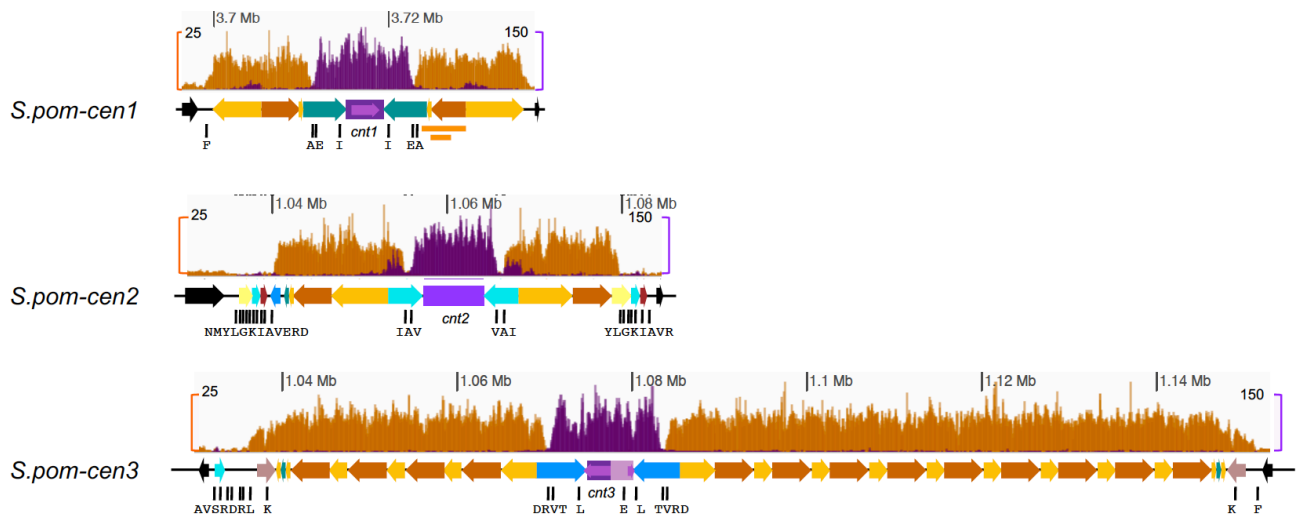 3.7 Mb 3.72 Mb
25 150
S.pom-cen1
cnt1
F AE I I EA
1.04 Mb 1.06 Mb 1.08 Mb
25 150
S.pom-cen2
cnt2
NMYLGKIAVERD IAV VAI YLGKIAVR
1.04 Mb 1.06 Mb 1.08 Mb 1.1 Mb 1.12 Mb 1.14 Mb
25 150
S.pom-cen3
cnt3
AVSRDRL K DRVT L E L TVRD K F